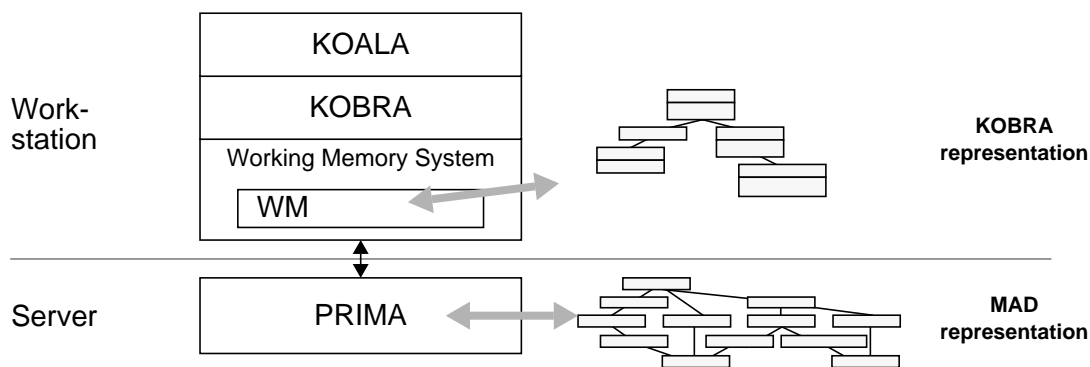 KOALA
Work-
station
KOBRA
Working Memory System
WM
KOBRA
representation
Server
PRIMA
MAD
representation